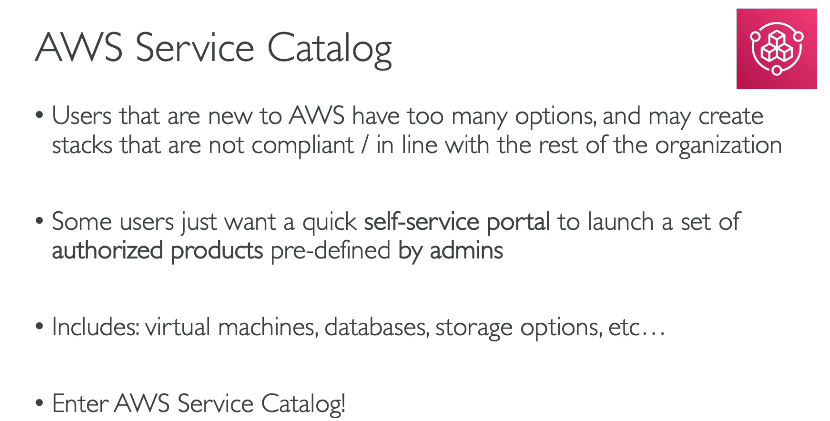 AWS Service Catalog
• Users that are new to AWS have too many options, and may create
stacks that are not compliant / in line with the rest of the organization
• Some users just want a quick self-service portal to launch a set of
authorized products pre-defined by admins
• Includes: virtual machines, databases, storage options, etc…
• Enter AWS Service Catalog!